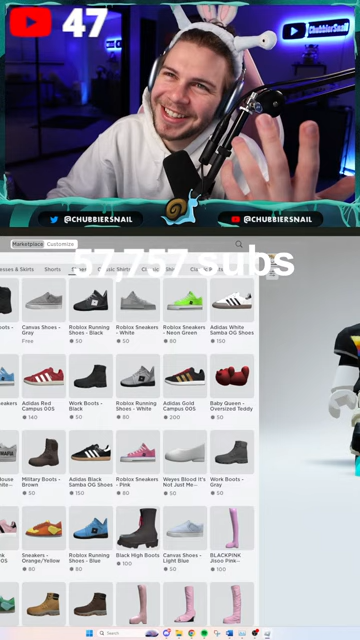 47
ChubbierSnail
@CHUBBIERSNAIL
@CHUBBIERSNAIL
Marketplace
Customize
57,757 subs
Shorts
Canvas Shoes - Gray
Free
Roblox Running Shoes - Black
50
Roblox Sneakers - White
Roblox Sneakers - Neon Green
80
Adidas White Samba OG Shoes
150
Adidas Red Campus 00S
140
Work Boots - Black
50
Roblox Running Shoes - White
80
Adidas Gold Campus 00S
200
Baby Queen - Oversized Teddy
50
Military Boots - Brown
50
Adidas Black Samba OG Shoes
150
Roblox Sneakers - Pink
80
Weyes Blood It's Not Just Me--
50
Work Boots - Gray
50
Sneakers - Orange/Yellow
80
Roblox Running Shoes - Blue
80
Black High Boots
100
Canvas Shoes - Light Blue
50
BLACKPINK Jisoo Pink--
100
Search